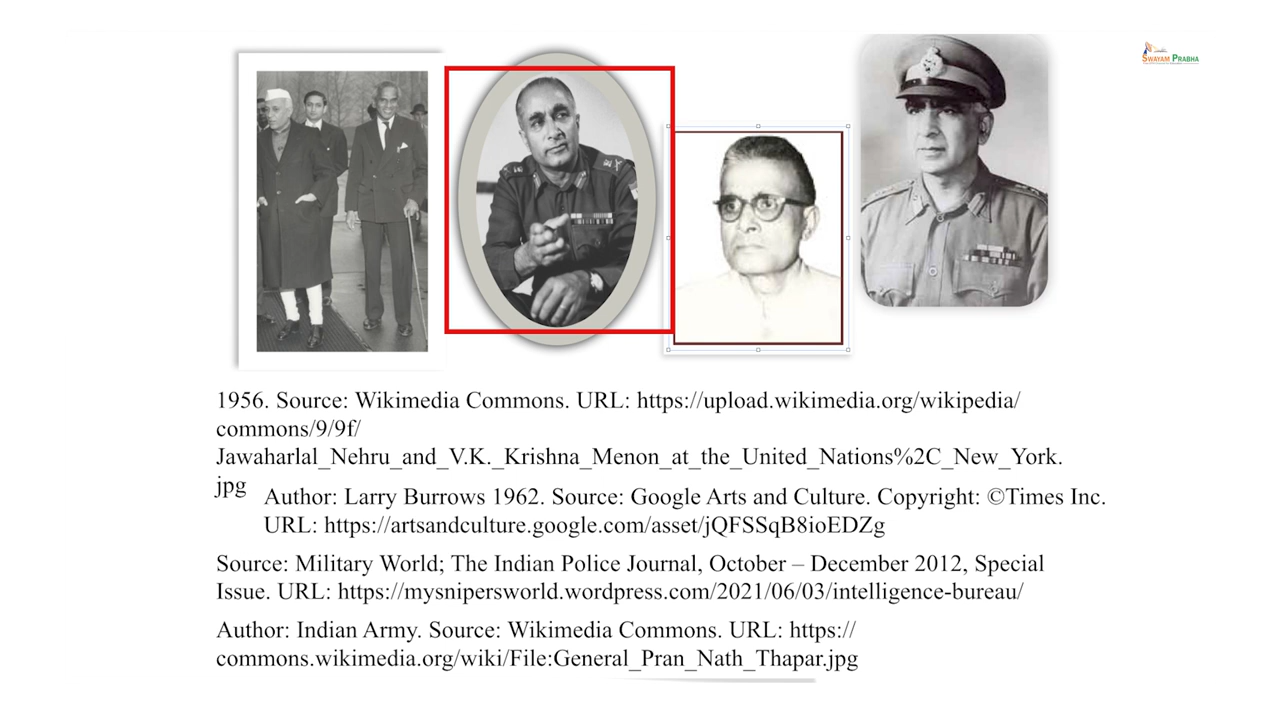 SWAYAM PRABHA
1956. Source: Wikimedia Commons. URL: https://upload.wikimedia.org/wikipedia/
commons/9/9f/
Jawaharlal_Nehru_and_V.K._Krishna_Menon_at_the_United_Nations%2C_New_York.
jpg
Author: Larry Burrows 1962. Source: Google Arts and Culture. Copyright: ©Times Inc.
URL: https://artsandculture.google.com/asset/jQFSSqB8ioEDZg
Source: Military World; The Indian Police Journal, October – December 2012, Special
Issue. URL: https://mysnipersworld.wordpress.com/2021/06/03/intelligence-bureau/
Author: Indian Army. Source: Wikimedia Commons. URL: https://
commons.wikimedia.org/wiki/File:General_Pran_Nath_Thapar.jpg